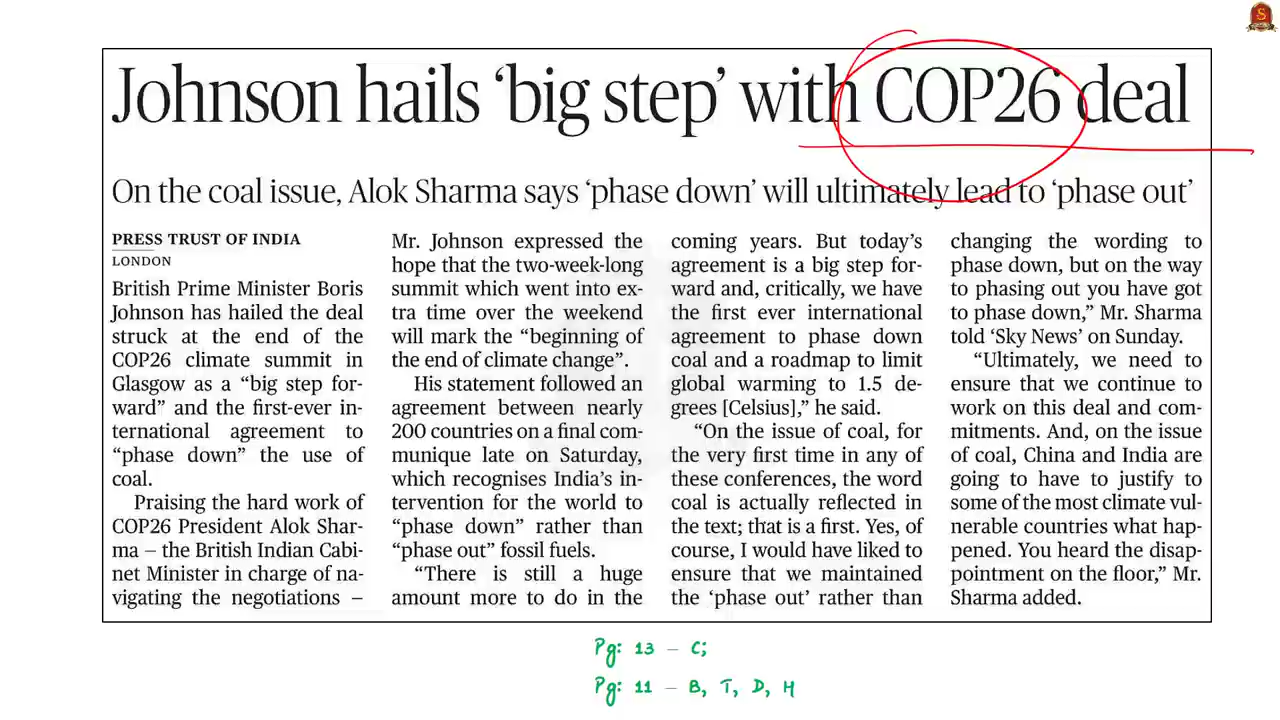 Johnson hails ‘big step’ with COP26 deal
On the coal issue, Alok Sharma says ‘phase down’ will ultimately lead to ‘phase out’
PRESS TRUST OF INDIA
LONDON
British Prime Minister Boris
Johnson has hailed the deal
struck at the end of the
COP26 climate summit in
Glasgow as a “big step for-
ward” and the first-ever in-
ternational agreement to
“phase down” the use of
coal.
Praising the hard work of
COP26 President Alok Shar-
ma – the British Indian Cabi-
net Minister in charge of na-
vigating the negotiations –
Mr. Johnson expressed the
hope that the two-week-long
summit which went into ex-
tra time over the weekend
will mark the “beginning of
the end of climate change”.
His statement followed an
agreement between nearly
200 countries on a final com-
munique late on Saturday,
which recognises India’s in-
tervention for the world to
“phase down” rather than
“phase out” fossil fuels.
“There is still a huge
amount more to do in the
coming years. But today’s
agreement is a big step for-
ward and, critically, we have
the first ever international
agreement to phase down
coal and a roadmap to limit
global warming to 1.5 de-
grees [Celsius],” he said.
“On the issue of coal, for
the very first time in any of
these conferences, the word
coal is actually reflected in
the text; that is a first. Yes, of
course, I would have liked to
ensure that we maintained
the ‘phase out’ rather than
changing the wording to
phase down, but on the way
to phasing out you have got
to phase down,” Mr. Sharma
told ‘Sky News’ on Sunday.
“Ultimately, we need to
ensure that we continue to
work on this deal and com-
mitments. And, on the issue
of coal, China and India are
going to have to justify to
some of the most climate vul-
nerable countries what hap-
pened. You heard the disap-
pointment on the floor,” Mr.
Sharma added.
Pg: 13 – C;
Pg: 11 – B, T, D, H